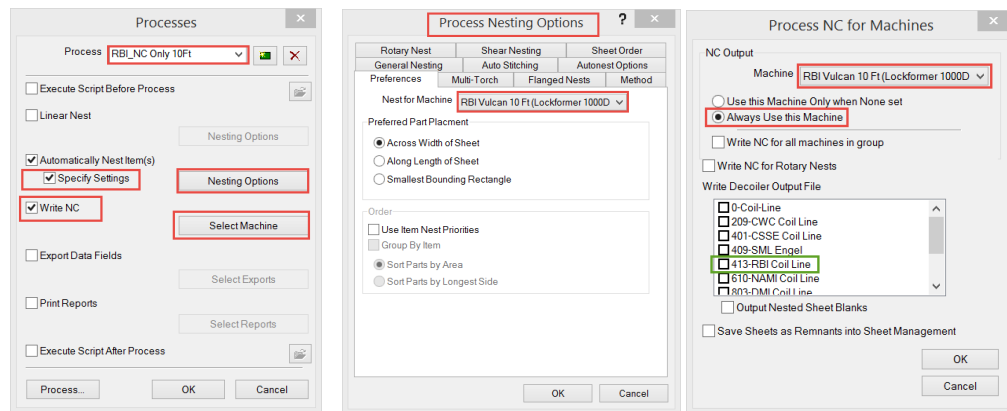 Processes
Process RBI_NC Only 10Ft
Execute Script Before Process
Linear Nest
Nesting Options
Automatically Nest Item(s)
Specify Settings
Nesting Options
Write NC
Select Machine
Export Data Fields
Select Exports
Print Reports
Select Reports
Execute Script After Process
Process... OK Cancel
Process Nesting Options ?
Rotary Nest Shear Nesting Sheet Order
General Nesting Auto Stitching Autonest Options
Preferences Multi-Torch Flanged Nests Method
Nest for Machine RBI Vulcan 10 Ft (Lockformer 1000D
Preferred Part Placment
Across Width of Sheet
Along Length of Sheet
Smallest Bounding Rectangle
Order
Use Item Nest Priorities
Group By Item
Sort Parts by Area
Sort Parts by Longest Side
OK Cancel
Process NC for Machines
NC Output
Machine RBI Vulcan 10 Ft (Lockformer 1000D
Use this Machine Only when None set
Always Use this Machine
Write NC for all machines in group
Write NC for Rotary Nests
Write Decoiler Output File
0-Coil-Line
209-CWC Coil Line
401-CSSE Coil Line
409-SML Engel
413-RBI Coil Line
610-NAMI Coil Line
803-DMI Coil Line
Output Nested Sheet Blanks
Save Sheets as Remnants into Sheet Management
OK
Cancel